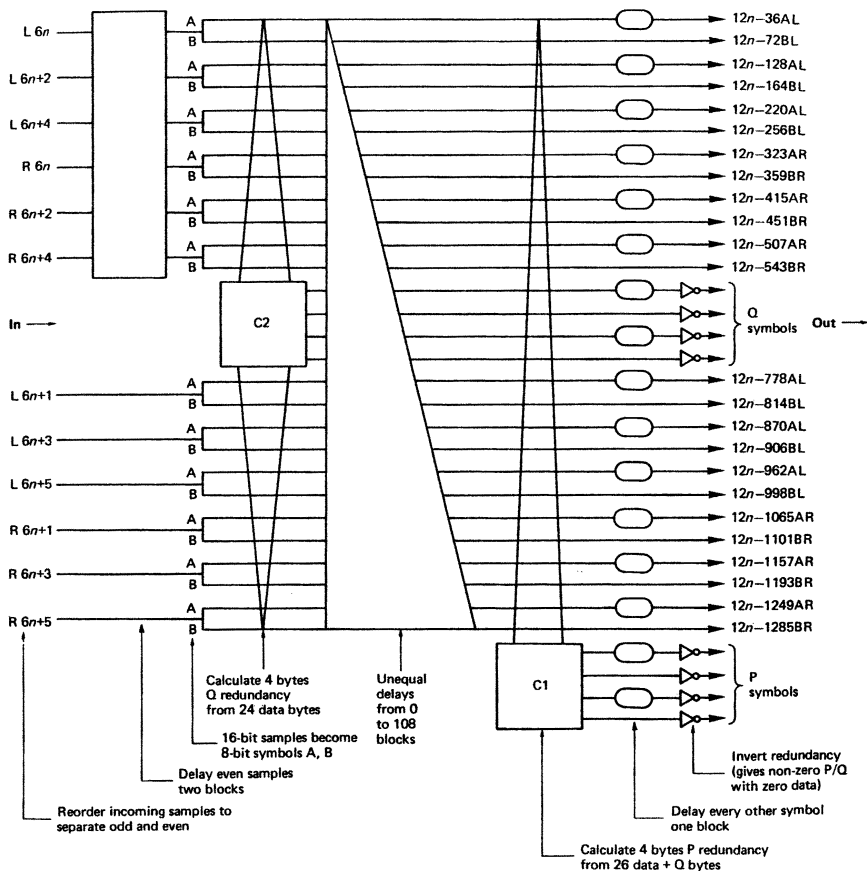 L 6n
L 6n+2
L 6n+4
R 6n
R 6n+2
R 6n+4
In
L 6n+1
L 6n+3
L 6n+5
R 6n+1
R 6n+3
R 6n+5
A
B
A
B
A
B
A
B
A
B
A
B
C2
A
B
A
B
A
B
A
B
A
B
A
B
12n−36AL
12n−72BL
12n−128AL
12n−164BL
12n−220AL
12n−256BL
12n−323AR
12n−359BR
12n−415AR
12n−451BR
12n−507AR
12n−543BR
Q
symbols
Out
12n−778AL
12n−814BL
12n−870AL
12n−906BL
12n−962AL
12n−998BL
12n−1065AR
12n−1101BR
12n−1157AR
12n−1193BR
12n−1249AR
12n−1285BR
C1
P
symbols
Calculate 4 bytes
Q redundancy
from 24 data bytes
Unequal
delays
from 0
to 108
blocks
16-bit samples become
8-bit symbols A, B
Delay even samples
two blocks
Reorder incoming samples to
separate odd and even
Invert redundancy
(gives non-zero P/Q
with zero data)
Delay every other symbol
one block
Calculate 4 bytes P redundancy
from 26 data + Q bytes